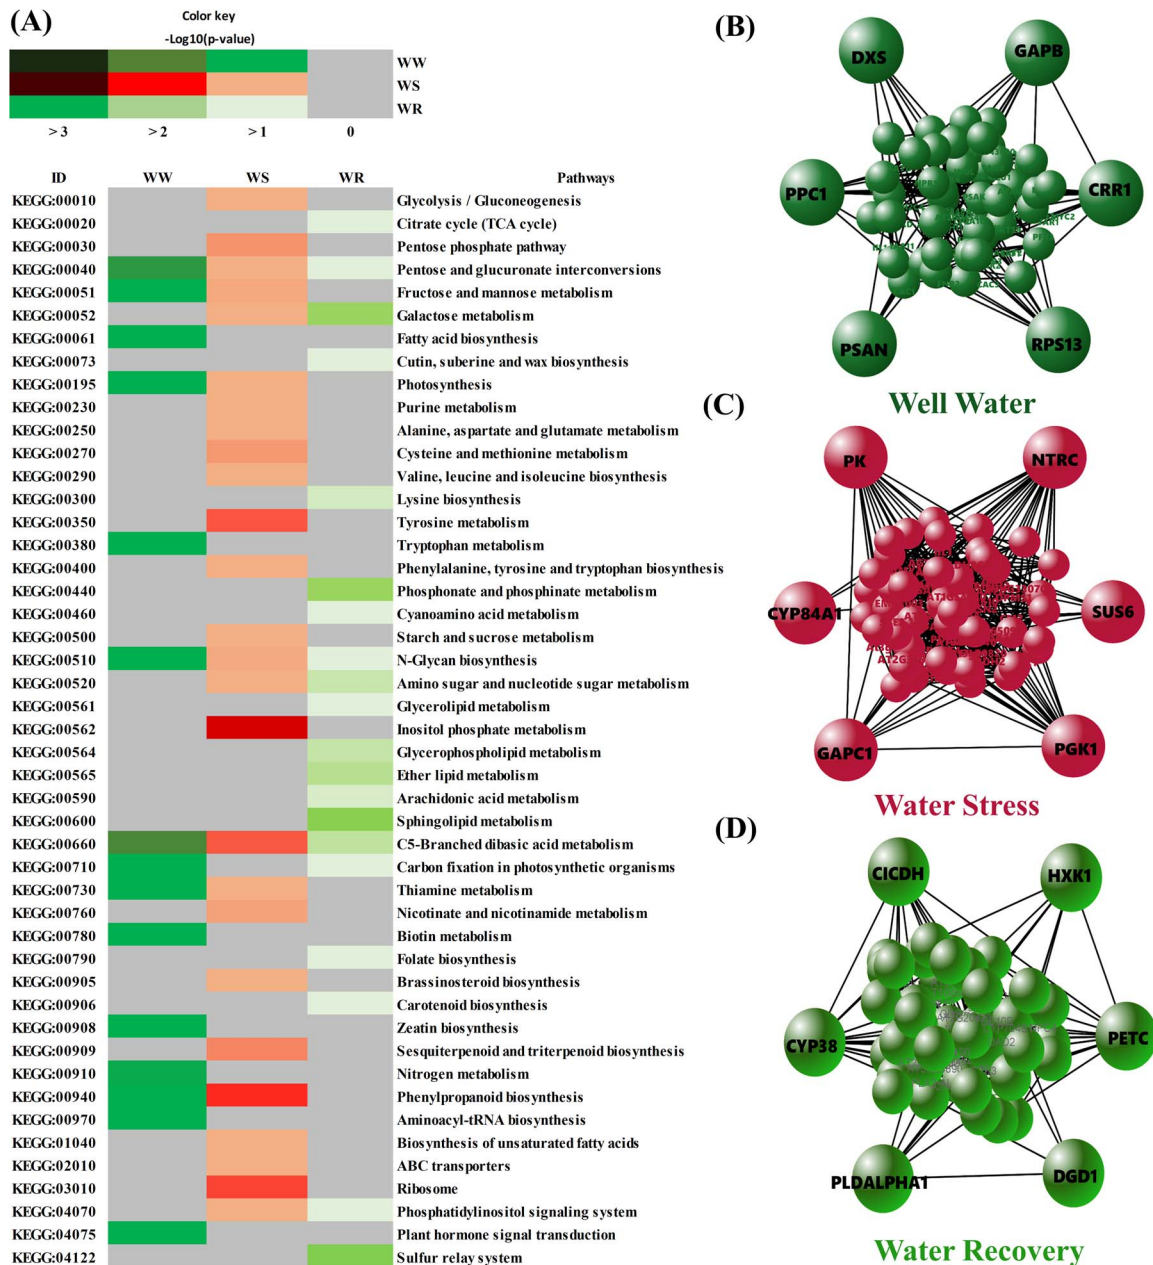 (A)
Color key
-Log10(p-value)
WW
WS
WR
> 3 > 2 > 1 0
ID WW WS WR Pathways
KEGG:00010 Glycolysis / Gluconeogenesis
KEGG:00020 Citrate cycle (TCA cycle)
KEGG:00030 Pentose phosphate pathway
KEGG:00040 Pentose and glucuronate interconversions
KEGG:00051 Fructose and mannose metabolism
KEGG:00052 Galactose metabolism
KEGG:00061 Fatty acid biosynthesis
KEGG:00073 Cutin, suberine and wax biosynthesis
KEGG:00195 Photosynthesis
KEGG:00230 Purine metabolism
KEGG:00250 Alanine, aspartate and glutamate metabolism
KEGG:00270 Cysteine and methionine metabolism
KEGG:00290 Valine, leucine and isoleucine biosynthesis
KEGG:00300 Lysine biosynthesis
KEGG:00350 Tyrosine metabolism
KEGG:00380 Tryptophan metabolism
KEGG:00400 Phenylalanine, tyrosine and tryptophan biosynthesis
KEGG:00440 Phosphonate and phosphinate metabolism
KEGG:00460 Cyanoamino acid metabolism
KEGG:00500 Starch and sucrose metabolism
KEGG:00510 N-Glycan biosynthesis
KEGG:00520 Amino sugar and nucleotide sugar metabolism
KEGG:00561 Glycerolipid metabolism
KEGG:00562 Inositol phosphate metabolism
KEGG:00564 Glycerophospholipid metabolism
KEGG:00565 Ether lipid metabolism
KEGG:00590 Arachidonic acid metabolism
KEGG:00600 Sphingolipid metabolism
KEGG:00660 C5-Branched dibasic acid metabolism
KEGG:00710 Carbon fixation in photosynthetic organisms
KEGG:00730 Thiamine metabolism
KEGG:00760 Nicotinate and nicotinamide metabolism
KEGG:00780 Biotin metabolism
KEGG:00790 Folate biosynthesis
KEGG:00905 Brassinosteroid biosynthesis
KEGG:00906 Carotenoid biosynthesis
KEGG:00908 Zeatin biosynthesis
KEGG:00909 Sesquiterpenoid and triterpenoid biosynthesis
KEGG:00910 Nitrogen metabolism
KEGG:00940 Phenylpropanoid biosynthesis
KEGG:00970 Aminoacyl-tRNA biosynthesis
KEGG:01040 Biosynthesis of unsaturated fatty acids
KEGG:02010 ABC transporters
KEGG:03010 Ribosome
KEGG:04070 Phosphatidylinositol signaling system
KEGG:04075 Plant hormone signal transduction
KEGG:04122 Sulfur relay system
(B)
DXS GAPB
PPC1 CRR1
PSAN RPS13
Well Water
(C)
PK NTRC
CYP84A1 SUS6
GAPC1 PGK1
Water Stress
(D)
CICDH HXK1
CYP38 PETC
PLDALPHA1 DGD1
Water Recovery